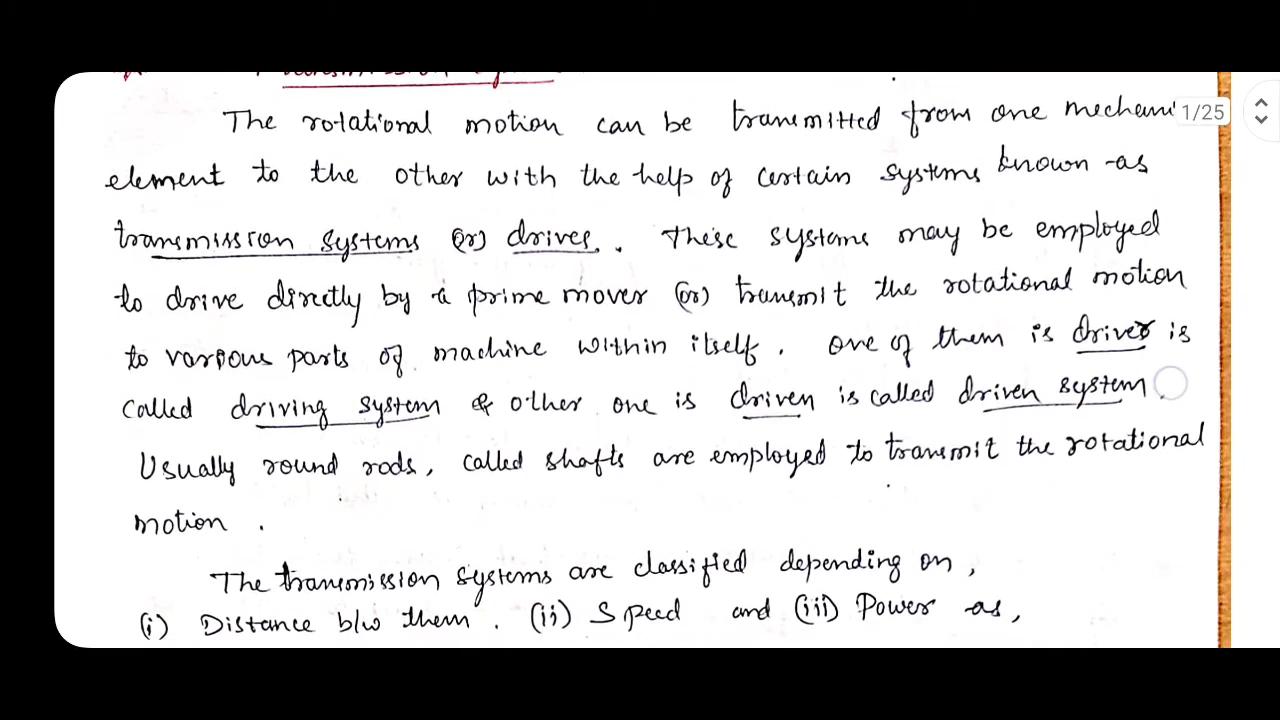 The rotational motion can be transmitted from one mechani
1/25
element to the other with the help of certain systems known as
transmission systems (or) drives. These systems may be employed
to drive directly by a prime mover (or) transmit the rotational motion
to various parts of machine within itself. One of them is driver is
called driving system & other one is driven is called driven system.
Usually round rods, called shafts are employed to transmit the rotational
motion.
The transmission systems are classified depending on,
(i) Distance b/w them. (ii) Speed and (iii) Power as,